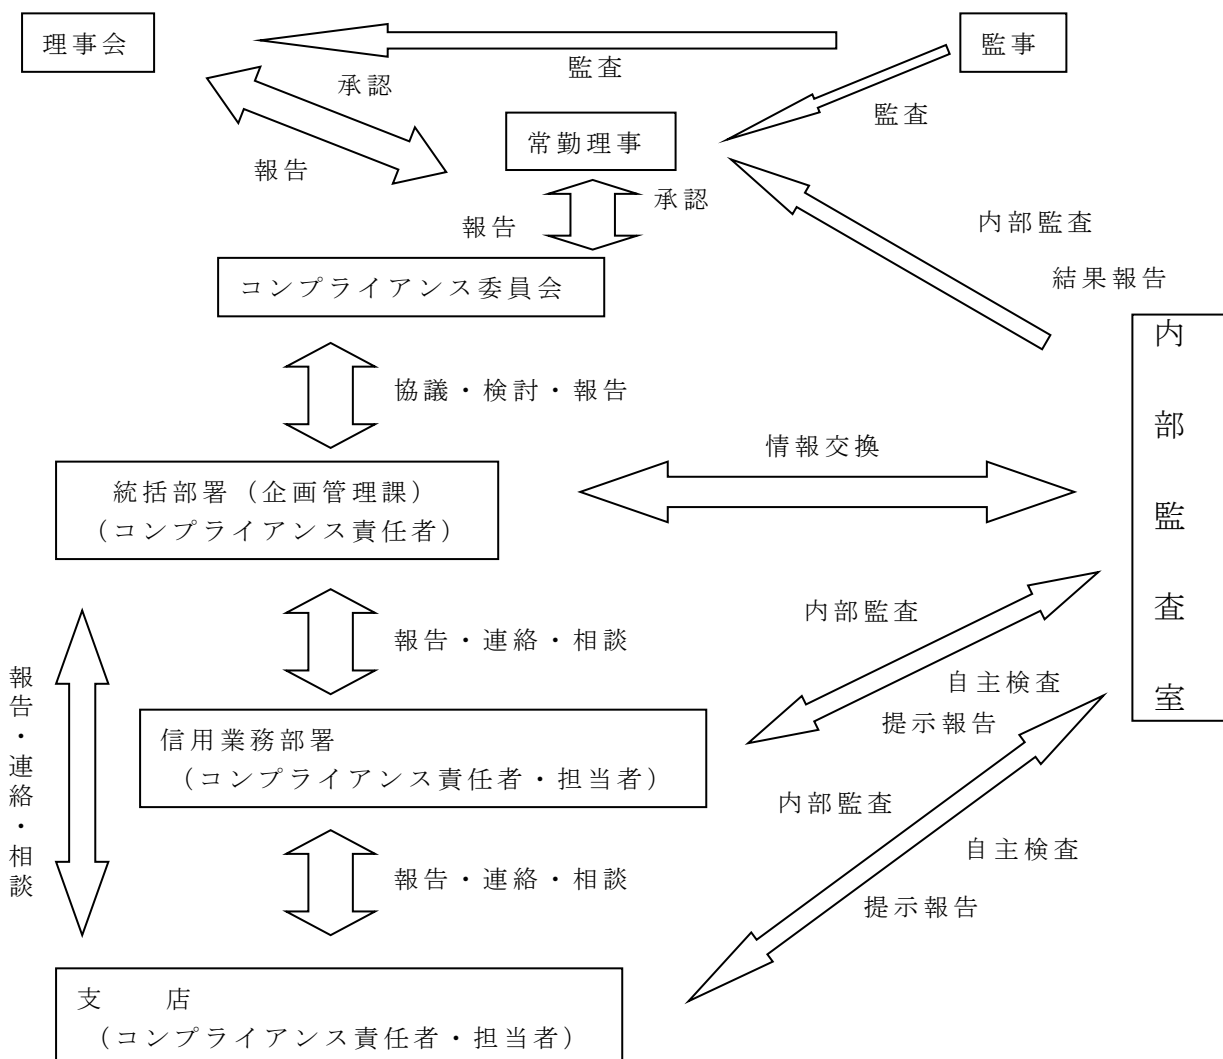 理事会
監事
監査
承認
監査
常勤理事
報告
承認
報告
内部監査
コンプライアンス委員会
結果報告
内部監査室
協議・検討・報告
情報交換
統括部署(企画管理課)
(コンプライアンス責任者)
内部監査
報告・連絡・相談
報告・連絡・相談
自主検査
提示報告
信用業務部署
(コンプライアンス責任者・担当者)
内部監査
自主検査
報告・連絡・相談
提示報告
支 店
(コンプライアンス責任者・担当者)